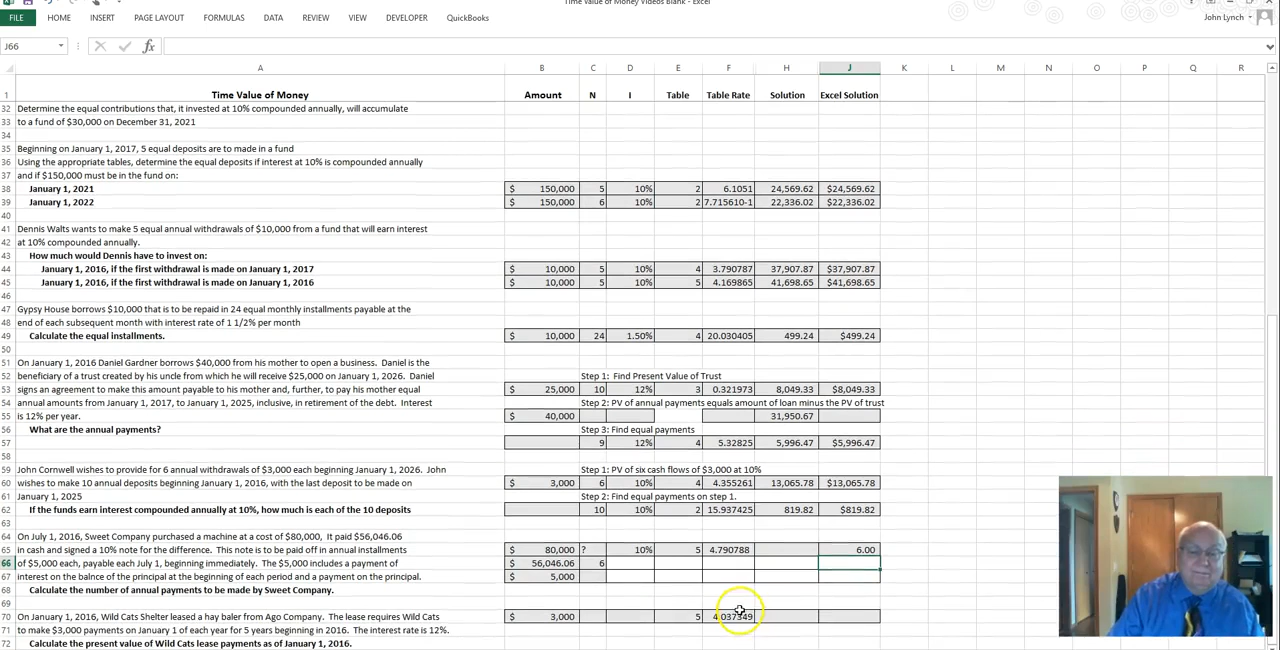 Time Value of Money Videos Blank - Excel
FILE HOME INSERT PAGE LAYOUT FORMULAS DATA REVIEW VIEW DEVELOPER QuickBooks John Lynch
J66 fx
A B C D E F H J K L M N O P Q R
1 Time Value of Money Amount N I Table Table Rate Solution Excel Solution
32 Determine the equal contributions that, it invested at 10% compounded annually, will accumulate
33 to a fund of $30,000 on December 31, 2021
34
35 Beginning on January 1, 2017, 5 equal deposits are to made in a fund
36 Using the appropriate tables, determine the equal deposits if interest at 10% is compounded annually
37 and if $150,000 must be in the fund on:
38 January 1, 2021 $ 150,000 5 10% 2 6.1051 24,569.62 $24,569.62
39 January 1, 2022 $ 150,000 6 10% 2 7.715610-1 22,336.02 $22,336.02
40
41 Dennis Walts wants to make 5 equal annual withdrawals of $10,000 from a fund that will earn interest
42 at 10% compounded annually.
43 How much would Dennis have to invest on:
44 January 1, 2016, if the first withdrawal is made on January 1, 2017 $ 10,000 5 10% 4 3.790787 37,907.87 $37,907.87
45 January 1, 2016, if the first withdrawal is made on January 1, 2016 $ 10,000 5 10% 5 4.169865 41,698.65 $41,698.65
46
47 Gypsy House borrows $10,000 that is to be repaid in 24 equal monthly installments payable at the
48 end of each subsequent month with interest rate of 1 1/2% per month
49 Calculate the equal installments. $ 10,000 24 1.50% 4 20.030405 499.24 $499.24
50
51 On January 1, 2016 Daniel Gardner borrows $40,000 from his mother to open a business. Daniel is the
52 beneficiary of a trust created by his uncle from which he will receive $25,000 on January 1, 2026. Daniel Step 1: Find Present Value of Trust
53 signs an agreement to make this amount payable to his mother and, further, to pay his mother equal $ 25,000 10 12% 3 0.321973 8,049.33 $8,049.33
54 annual amounts from January 1, 2017, to January 1, 2025, inclusive, in retirement of the debt. Interest Step 2: PV of annual payments equals amount of loan minus the PV of trust
55 is 12% per year. $ 40,000 31,950.67
56 What are the annual payments? Step 3: Find equal payments
57 9 12% 4 5.32825 5,996.47 $5,996.47
58
59 John Cornwell wishes to provide for 6 annual withdrawals of $3,000 each beginning January 1, 2026. John Step 1: PV of six cash flows of $3,000 at 10%
60 wishes to make 10 annual deposits beginning January 1, 2016, with the last deposit to be made on $ 3,000 6 10% 4 4.355261 13,065.78 $13,065.78
61 January 1, 2025 Step 2: Find equal payments on step 1.
62 If the funds earn interest compounded annually at 10%, how much is each of the 10 deposits 10 10% 2 15.937425 819.82 $819.82
63
64 On July 1, 2016, Sweet Company purchased a machine at a cost of $80,000, It paid $56,046.06
65 in cash and signed a 10% note for the difference. This note is to be paid off in annual installments $ 80,000 ? 10% 5 4.790788 6.00
66 of $5,000 each, payable each July 1, beginning immediately. The $5,000 includes a payment of $ 56,046.06 6
67 interest on the balnce of the principal at the beginning of each period and a payment on the principal. $ 5,000
68 Calculate the number of annual payments to be made by Sweet Company.
69
70 On January 1, 2016, Wild Cats Shelter leased a hay baler from Ago Company. The lease requires Wild Cats $ 3,000 5 4.037349
71 to make $3,000 payments on January 1 of each year for 5 years beginning in 2016. The interest rate is 12%.
72 Calculate the present value of Wild Cats lease payments as of January 1, 2016.